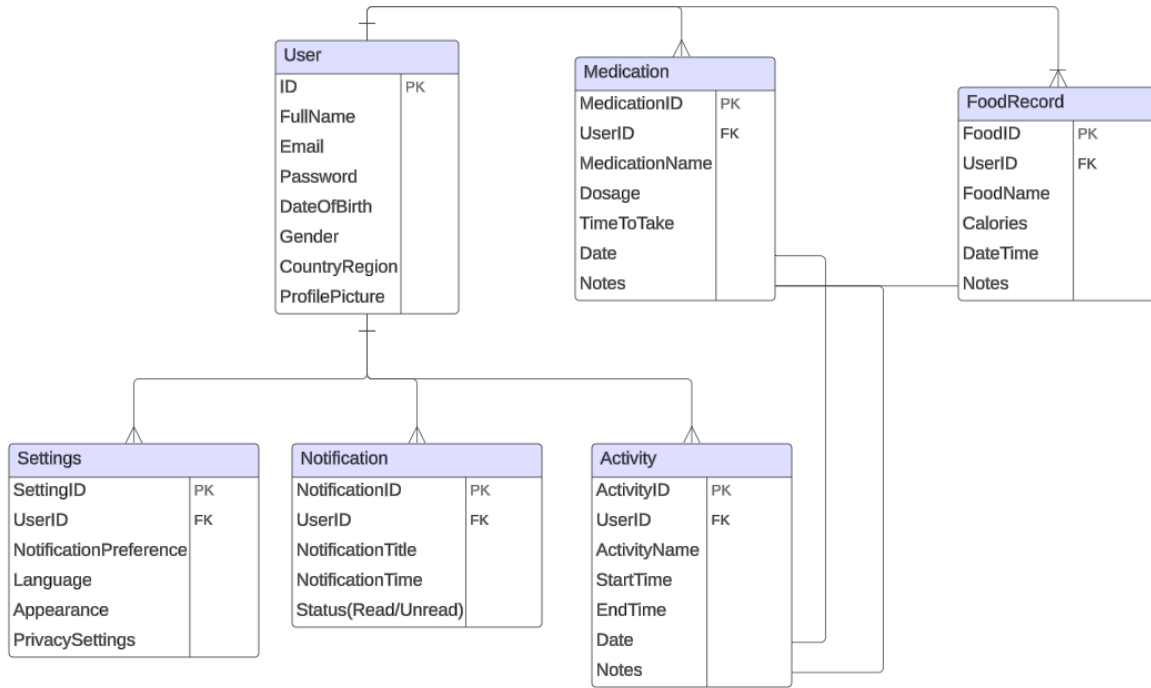 User
ID PK
FullName
Email
Password
DateOfBirth
Gender
CountryRegion
ProfilePicture
Medication
MedicationID PK
UserID FK
MedicationName
Dosage
TimeToTake
Date
Notes
FoodRecord
FoodID PK
UserID FK
FoodName
Calories
DateTime
Notes
Settings
SettingID PK
UserID FK
NotificationPreference
Language
Appearance
PrivacySettings
Notification
NotificationID PK
UserID FK
NotificationTitle
NotificationTime
Status(Read/Unread)
Activity
ActivityID PK
UserID FK
ActivityName
StartTime
EndTime
Date
Notes